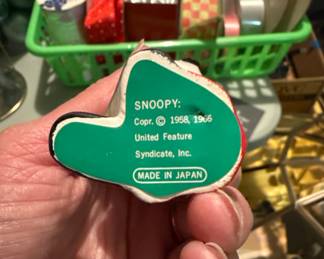 SNOOPY:
Copr. © 1958, 1966
United Feature
Syndicate, Inc.
MADE IN JAPAN